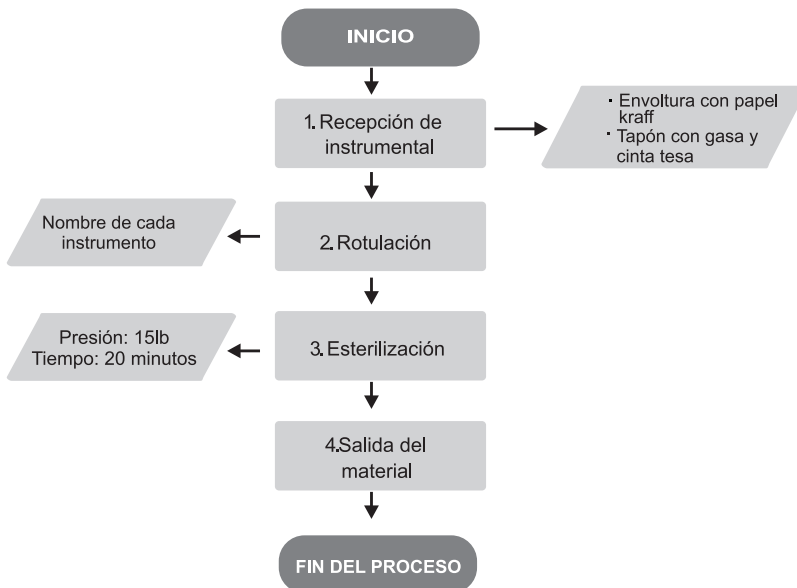 INICIO
1. Recepción de
instrumental
· Envoltura con papel
kraff
· Tapón con gasa y
cinta tesa
Nombre de cada
instrumento
2. Rotulación
Presión: 15lb
Tiempo: 20 minutos
3. Esterilización
4. Salida del
material
FIN DEL PROCESO